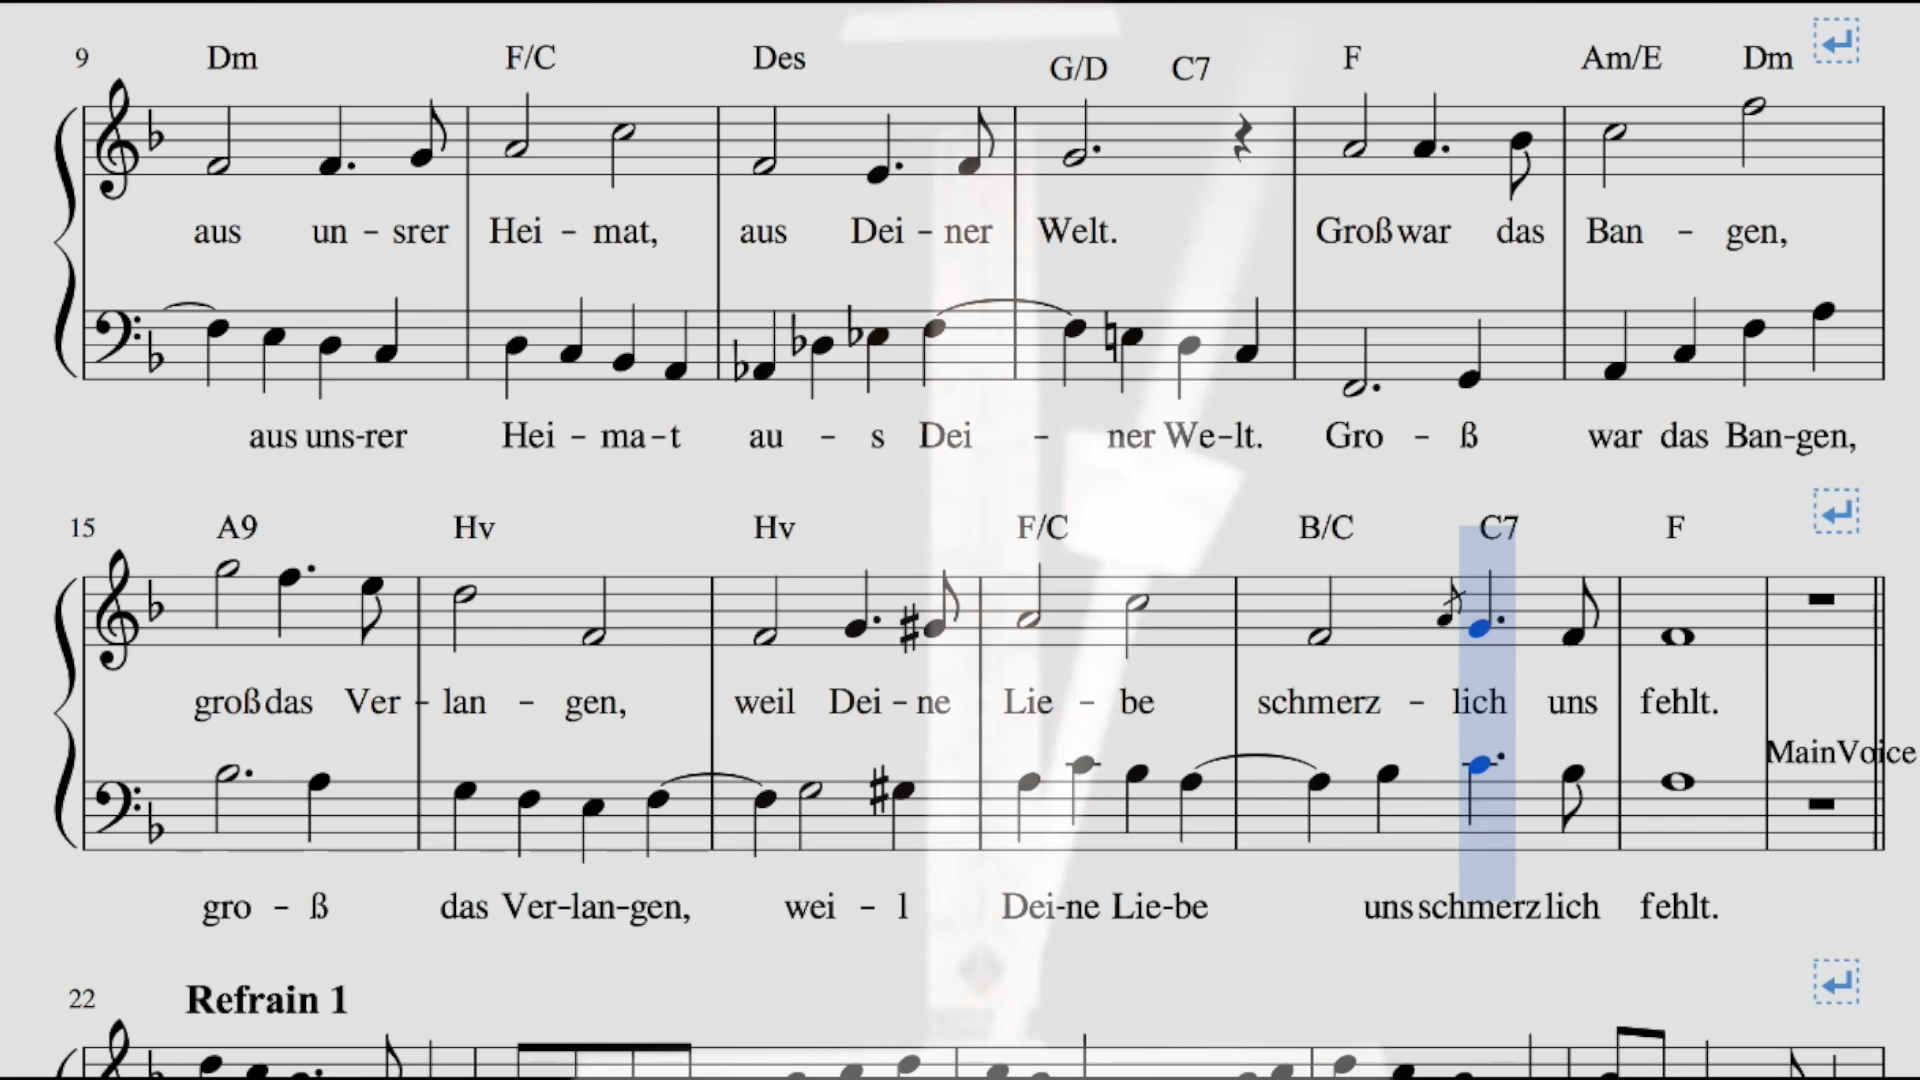 9 Dm F/C Des G/D C7 F Am/E Dm
aus un - srer Hei - mat, aus Dei - ner Welt. Groß war das Ban - gen,
aus uns-rer Hei - ma-t au - s Dei - ner We-lt. Gro - ß war das Ban-gen,
15 A9 Hv Hv F/C B/C C7 F
groß das Ver - lan - gen, weil Dei - ne Lie - be schmerz - lich uns fehlt.
MainVoice
gro - ß das Ver-lan-gen, wei - l Dei-ne Lie-be uns schmerzlich fehlt.
22 Refrain 1